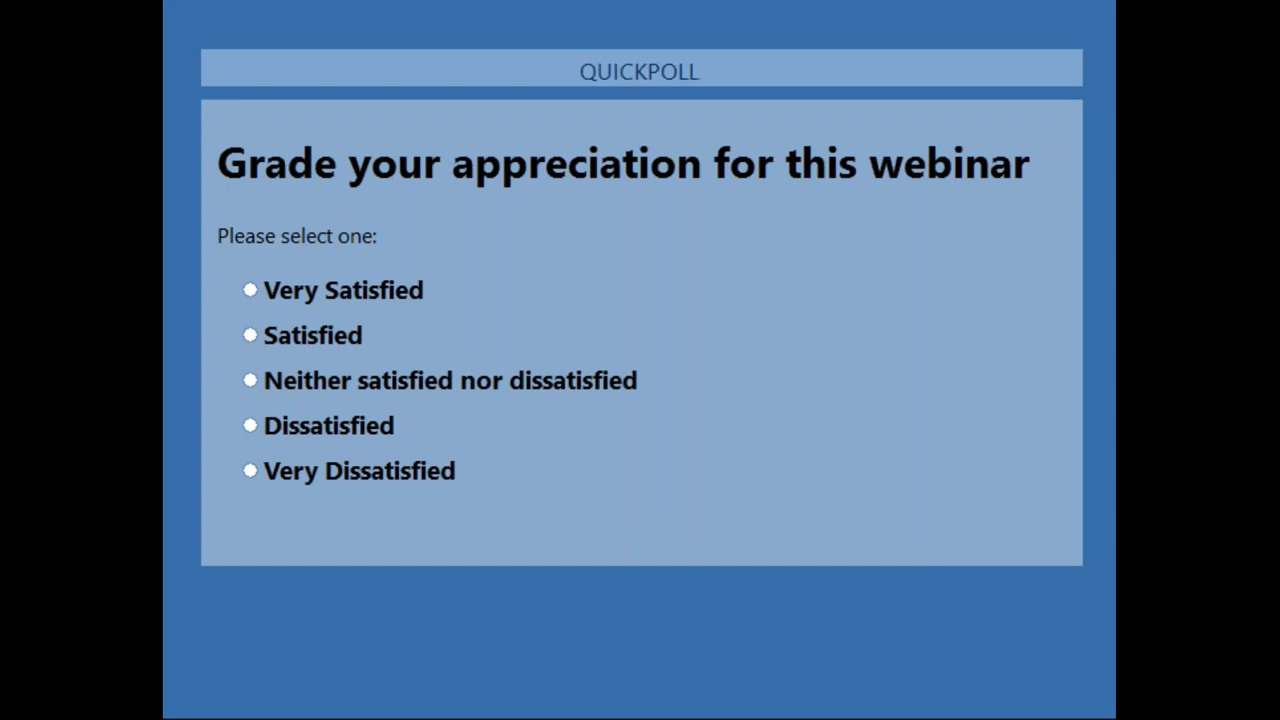 QUICKPOLL
Grade your appreciation for this webinar
Please select one:
Very Satisfied
Satisfied
Neither satisfied nor dissatisfied
Dissatisfied
Very Dissatisfied